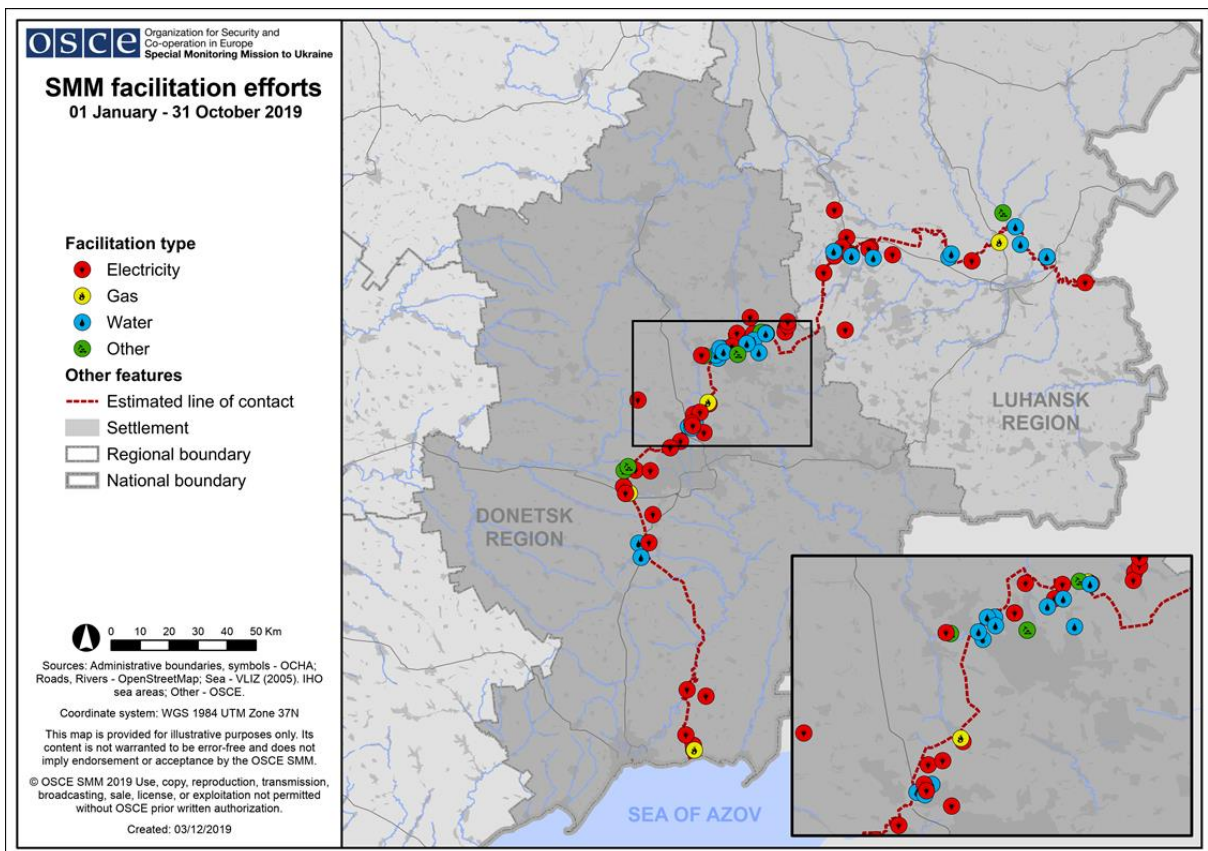 OSCE
Organization for Security and
Co-operation in Europe
Special Monitoring Mission to Ukraine
SMM facilitation efforts
01 January - 31 October 2019
Facilitation type
Electricity
Gas
Water
Other
Other features
Estimated line of contact
Settlement
Regional boundary
National boundary
0 10 20 30 40 50 Km
Sources: Administrative boundaries, symbols - OCHA;
Roads, Rivers - OpenStreetMap; Sea - VLIZ (2005). IHO
sea areas; Other - OSCE.
Coordinate system: WGS 1984 UTM Zone 37N
This map is provided for illustrative purposes only. Its
content is not warranted to be error-free and does not
imply endorsement or acceptance by the OSCE SMM.
© OSCE SMM 2019 Use, copy, reproduction, transmission,
broadcasting, sale, license, or exploitation not permitted
without OSCE prior written authorization.
Created: 03/12/2019
LUHANSK
REGION
DONETSK
REGION
SEA OF AZOV